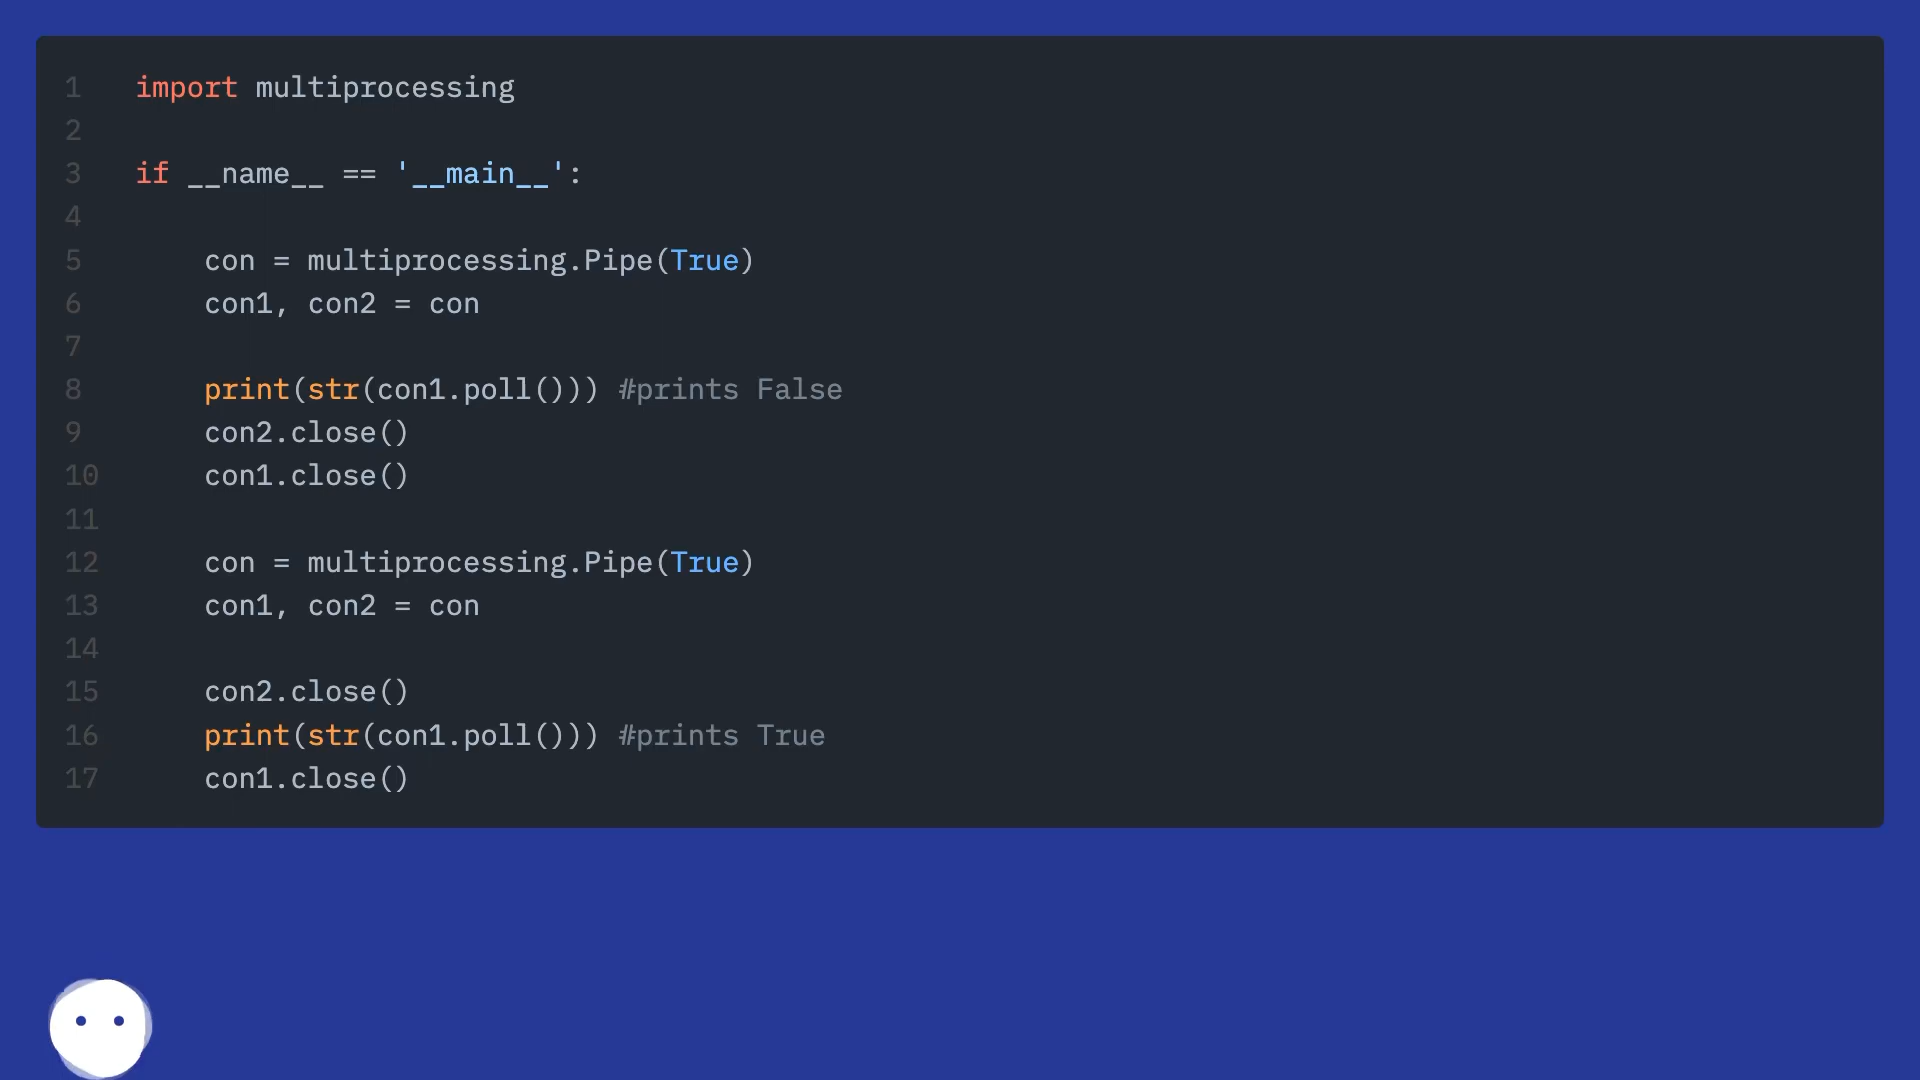 1 import multiprocessing
2
3 if __name__ == '__main__':
4
5 con = multiprocessing.Pipe(True)
6 con1, con2 = con
7
8 print(str(con1.poll())) #prints False
9 con2.close()
10 con1.close()
11
12 con = multiprocessing.Pipe(True)
13 con1, con2 = con
14
15 con2.close()
16 print(str(con1.poll())) #prints True
17 con1.close()